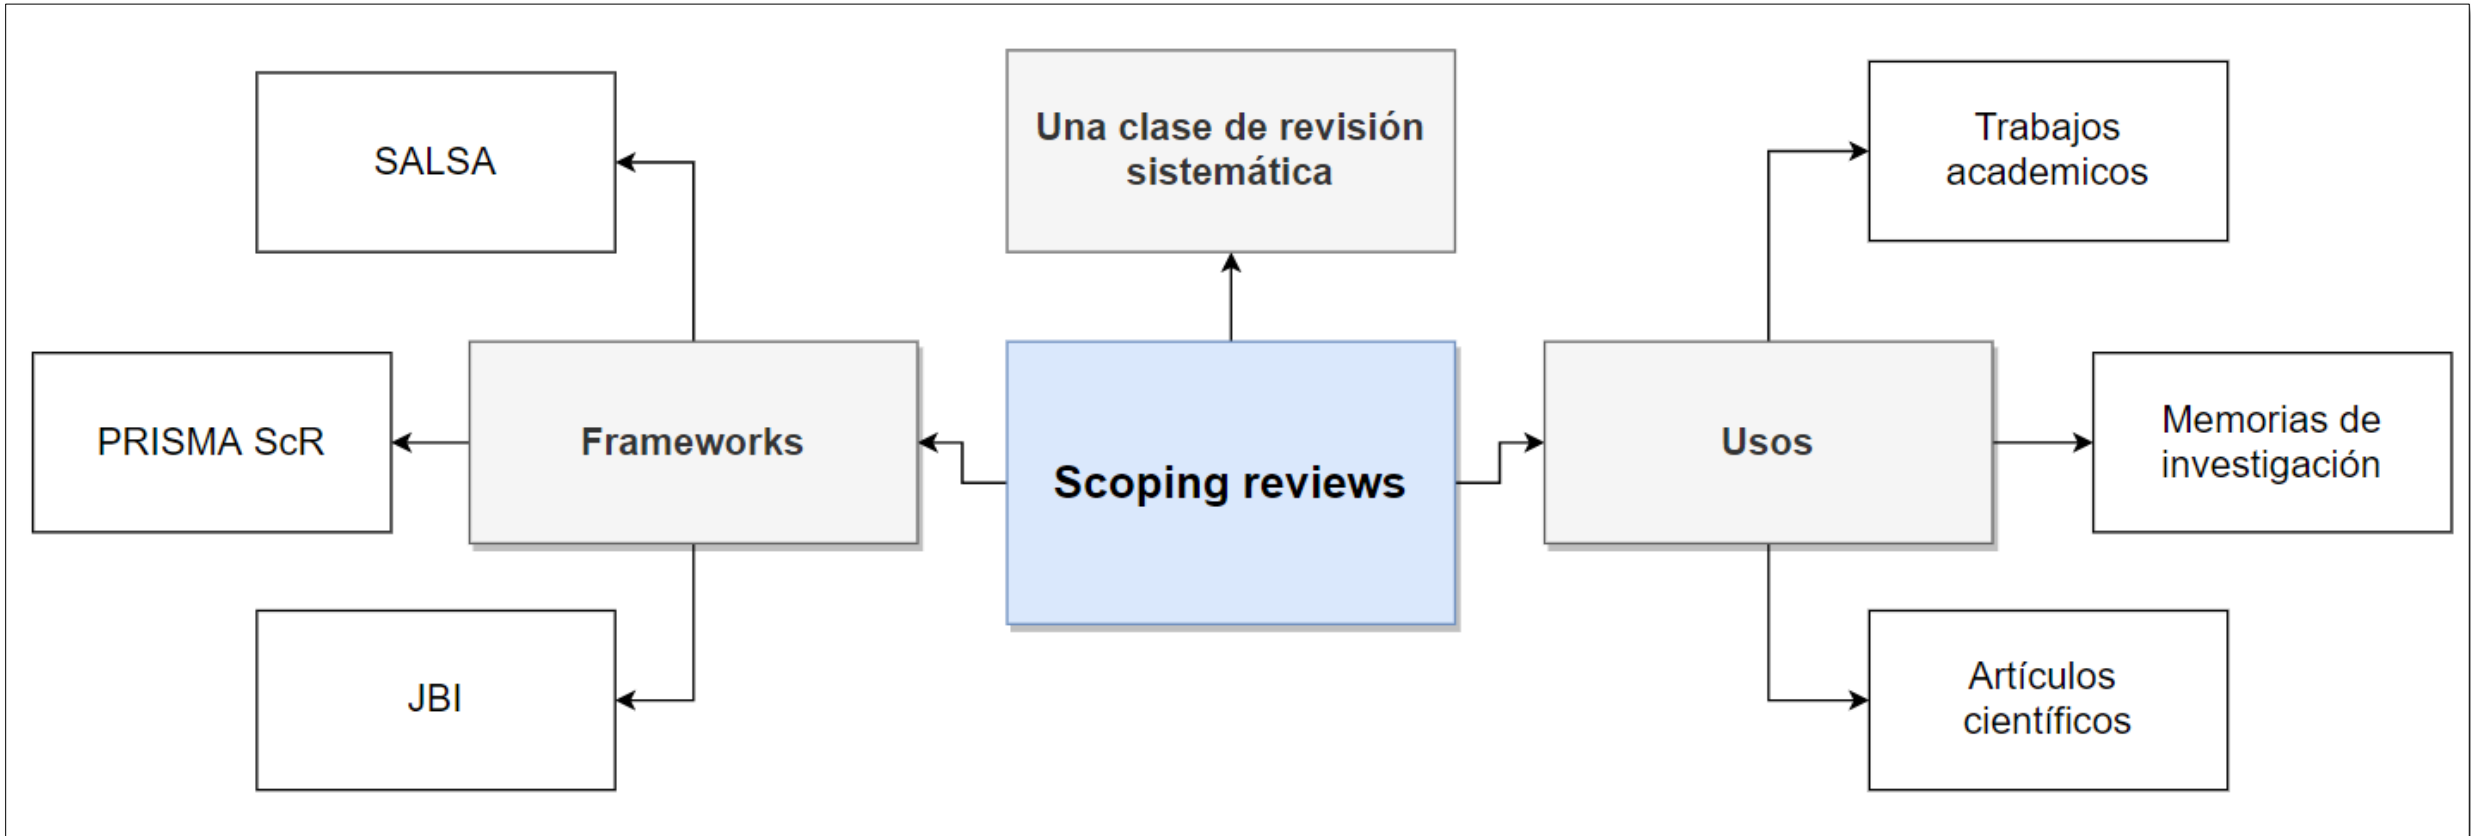 SALSA
Una clase de revisión
sistemática
Trabajos
academicos
PRISMA ScR
Frameworks
Scoping reviews
Usos
Memorias de
investigación
JBI
Artículos
científicos